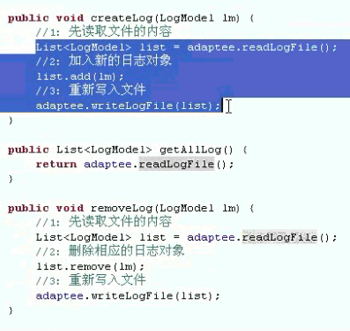 public void createLog(LogModel lm) {
//1: 先读取文件的内容
List<LogModel> list = adaptee.readLogFile();
//2: 加入新的日志对象
list.add(lm);
//3: 重新写入文件
adaptee.writeLogFile(list);
}
public List<LogModel> getAllLog() {
return adaptee.readLogFile();
}
public void removeLog(LogModel lm) {
//1: 先读取文件的内容
List<LogModel> list = adaptee.readLogFile();
//2: 删除相应的日志对象
list.remove(lm);
//3: 重新写入文件
adaptee.writeLogFile(list);
}